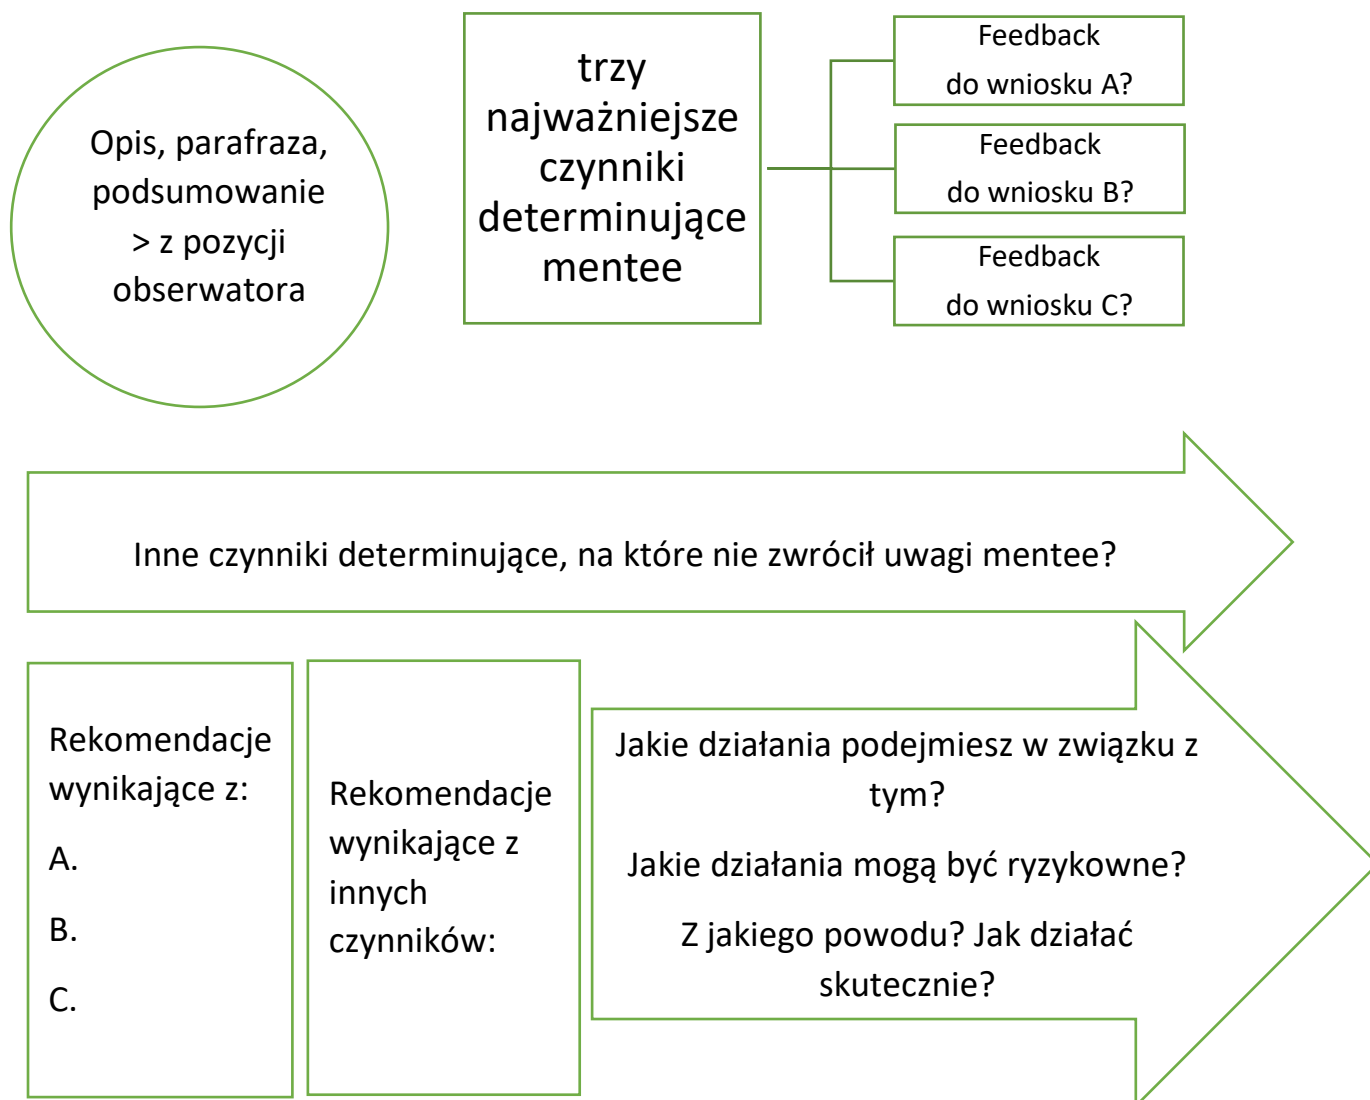 Opis, parafraza,
podsumowanie
> z pozycji
obserwatora
trzy
najważniejsze
czynniki
determinujące
mentee
Feedback
do wniosku A?
Feedback
do wniosku B?
Feedback
do wniosku C?
Inne czynniki determinujące, na które nie zwrócił uwagi mentee?
Rekomendacje
wynikające z:
A.
B.
C.
Rekomendacje
wynikające z
innych
czynników:
Jakie działania podejmiesz w związku z
tym?
Jakie działania mogą być ryzykowne?
Z jakiego powodu? Jak działać
skutecznie?